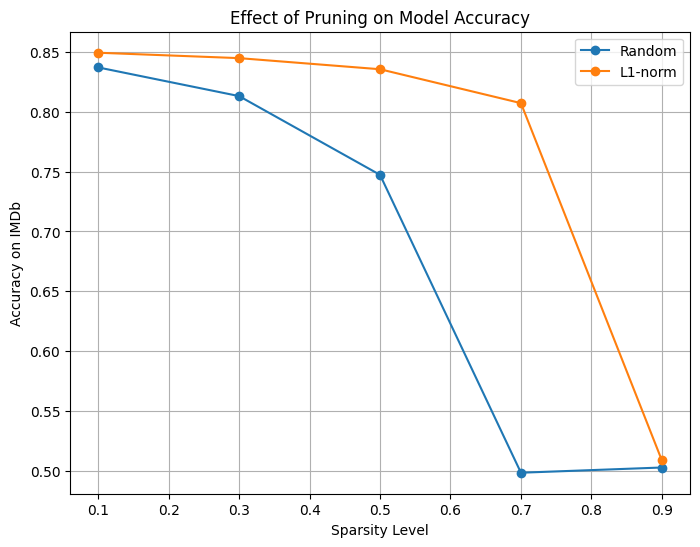 Effect of Pruning on Model Accuracy
Random
L1-norm
Accuracy on IMDb
0.85
0.80
0.75
0.70
0.65
0.60
0.55
0.50
0.1 0.2 0.3 0.4 0.5 0.6 0.7 0.8 0.9
Sparsity Level